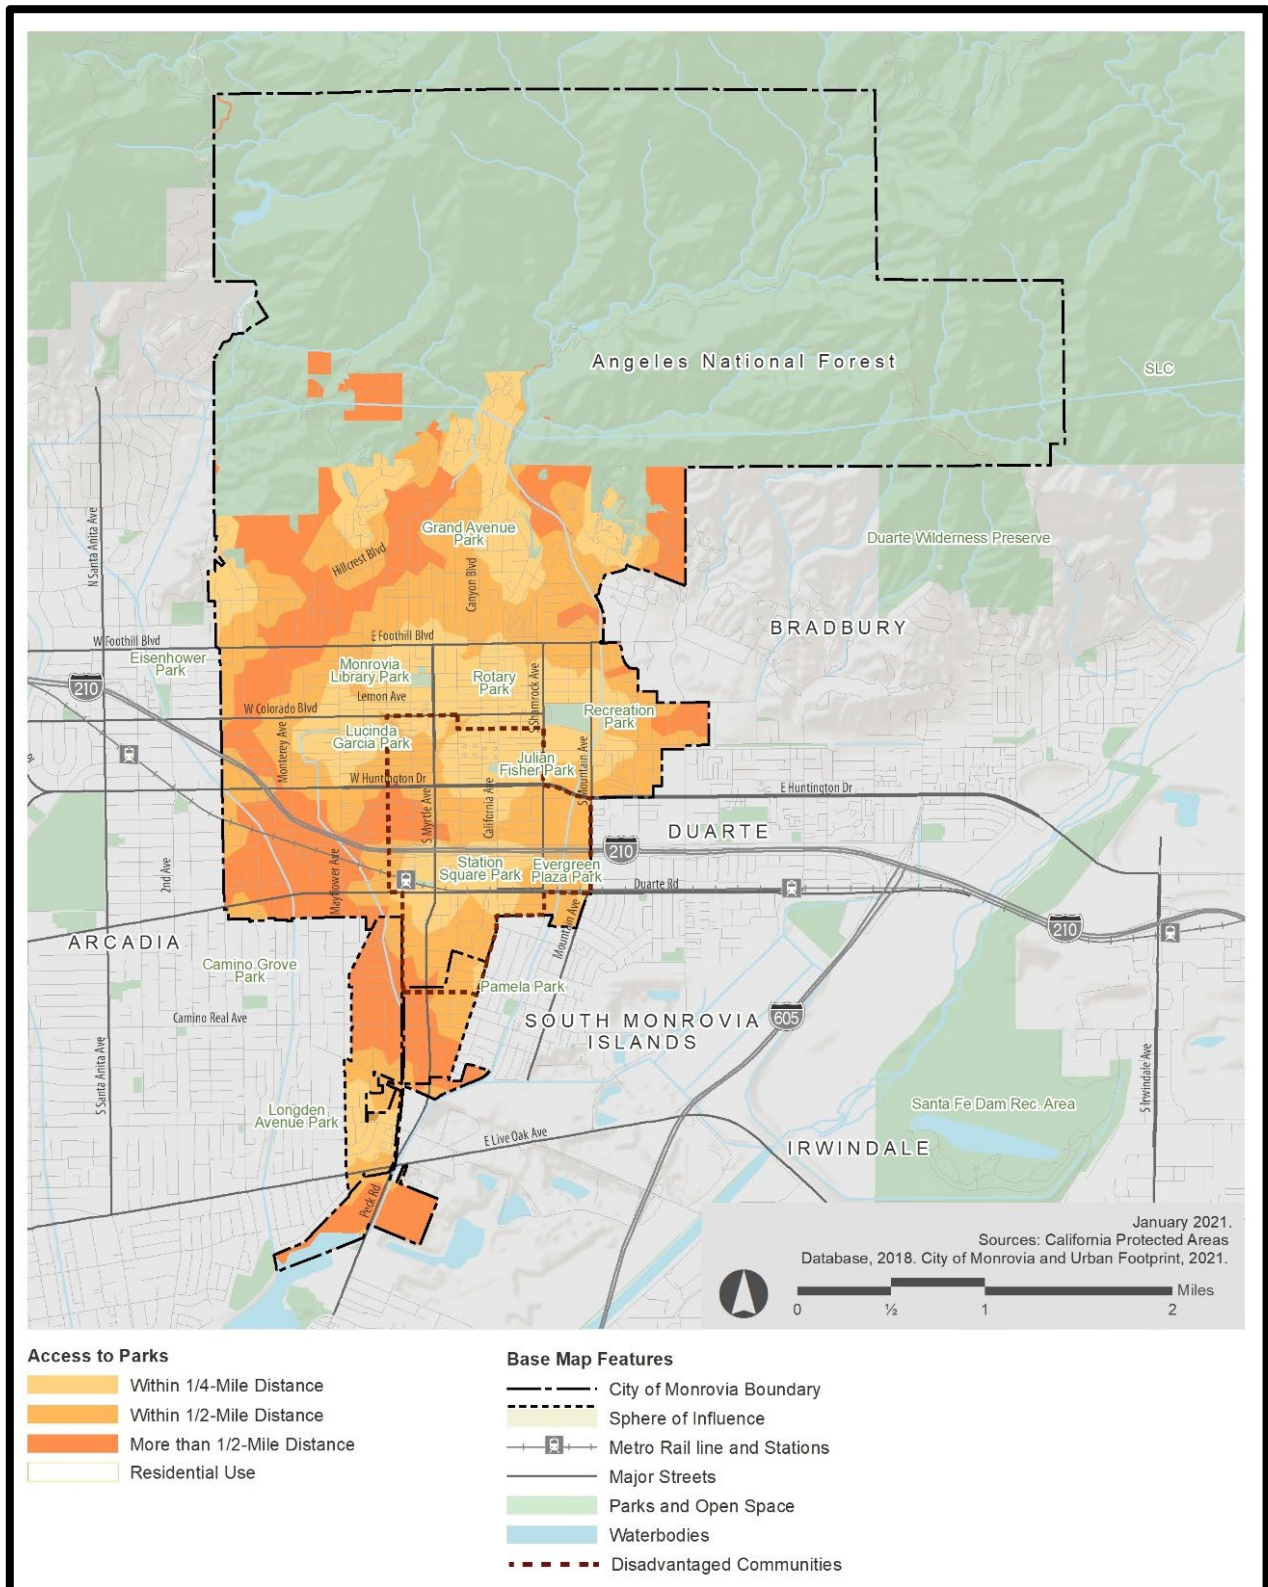 Angeles National Forest
SLC
N Santa Anita Ave
Grand Avenue
Park
Hillcrest Blvd
Canyon Blvd
Duarte Wilderness Preserve
BRADBURY
W Foothill Blvd
E Foothill Blvd
Eisenhower
Park
210
Monrovia
Library Park
Lemon Ave
Rotary
Park
S Shamrock Ave
W Colorado Blvd
Recreation
Park
Lucinda
Garcia Park
Monterey Ave
Julian
Fisher Park
W Huntington Dr
S Myrtle Ave
California Ave
S Mountain Ave
E Huntington Dr
DUARTE
2nd Ave
Mayflower Ave
Station
Square Park
Evergreen
Plaza Park
210
Duarte Rd
210
ARCADIA
Mountain Ave
Camino Grove
Park
Pamela Park
Camino Real Ave
SOUTH MONROVIA
ISLANDS
605
S Santa Anita Ave
S Irwindale Ave
Longden
Avenue Park
Santa Fe Dam Rec. Area
E Live Oak Ave
IRWINDALE
Peck Rd
January 2021.
Sources: California Protected Areas
Database, 2018. City of Monrovia and Urban Footprint, 2021.
Miles
0 ½ 1 2
Access to Parks
Within 1/4-Mile Distance
Within 1/2-Mile Distance
More than 1/2-Mile Distance
Residential Use
Base Map Features
City of Monrovia Boundary
Sphere of Influence
Metro Rail line and Stations
Major Streets
Parks and Open Space
Waterbodies
Disadvantaged Communities